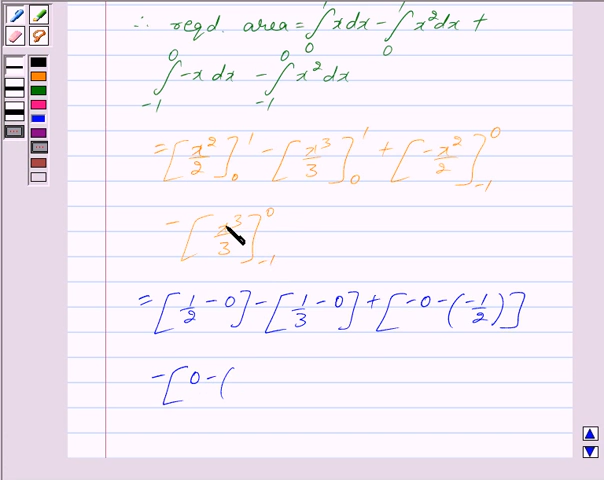 ∴ reqd. area = ∫₀¹ x dx - ∫₀¹ x² dx +
∫₋₁⁰ -x dx - ∫₋₁⁰ x² dx
= [x²/2]₀¹ - [x³/3]₀¹ + [-x²/2]₋₁⁰
- [x³/3]₋₁⁰
= [1/2 - 0] - [1/3 - 0] + [-0 - (-1/2)]
- [0 - (